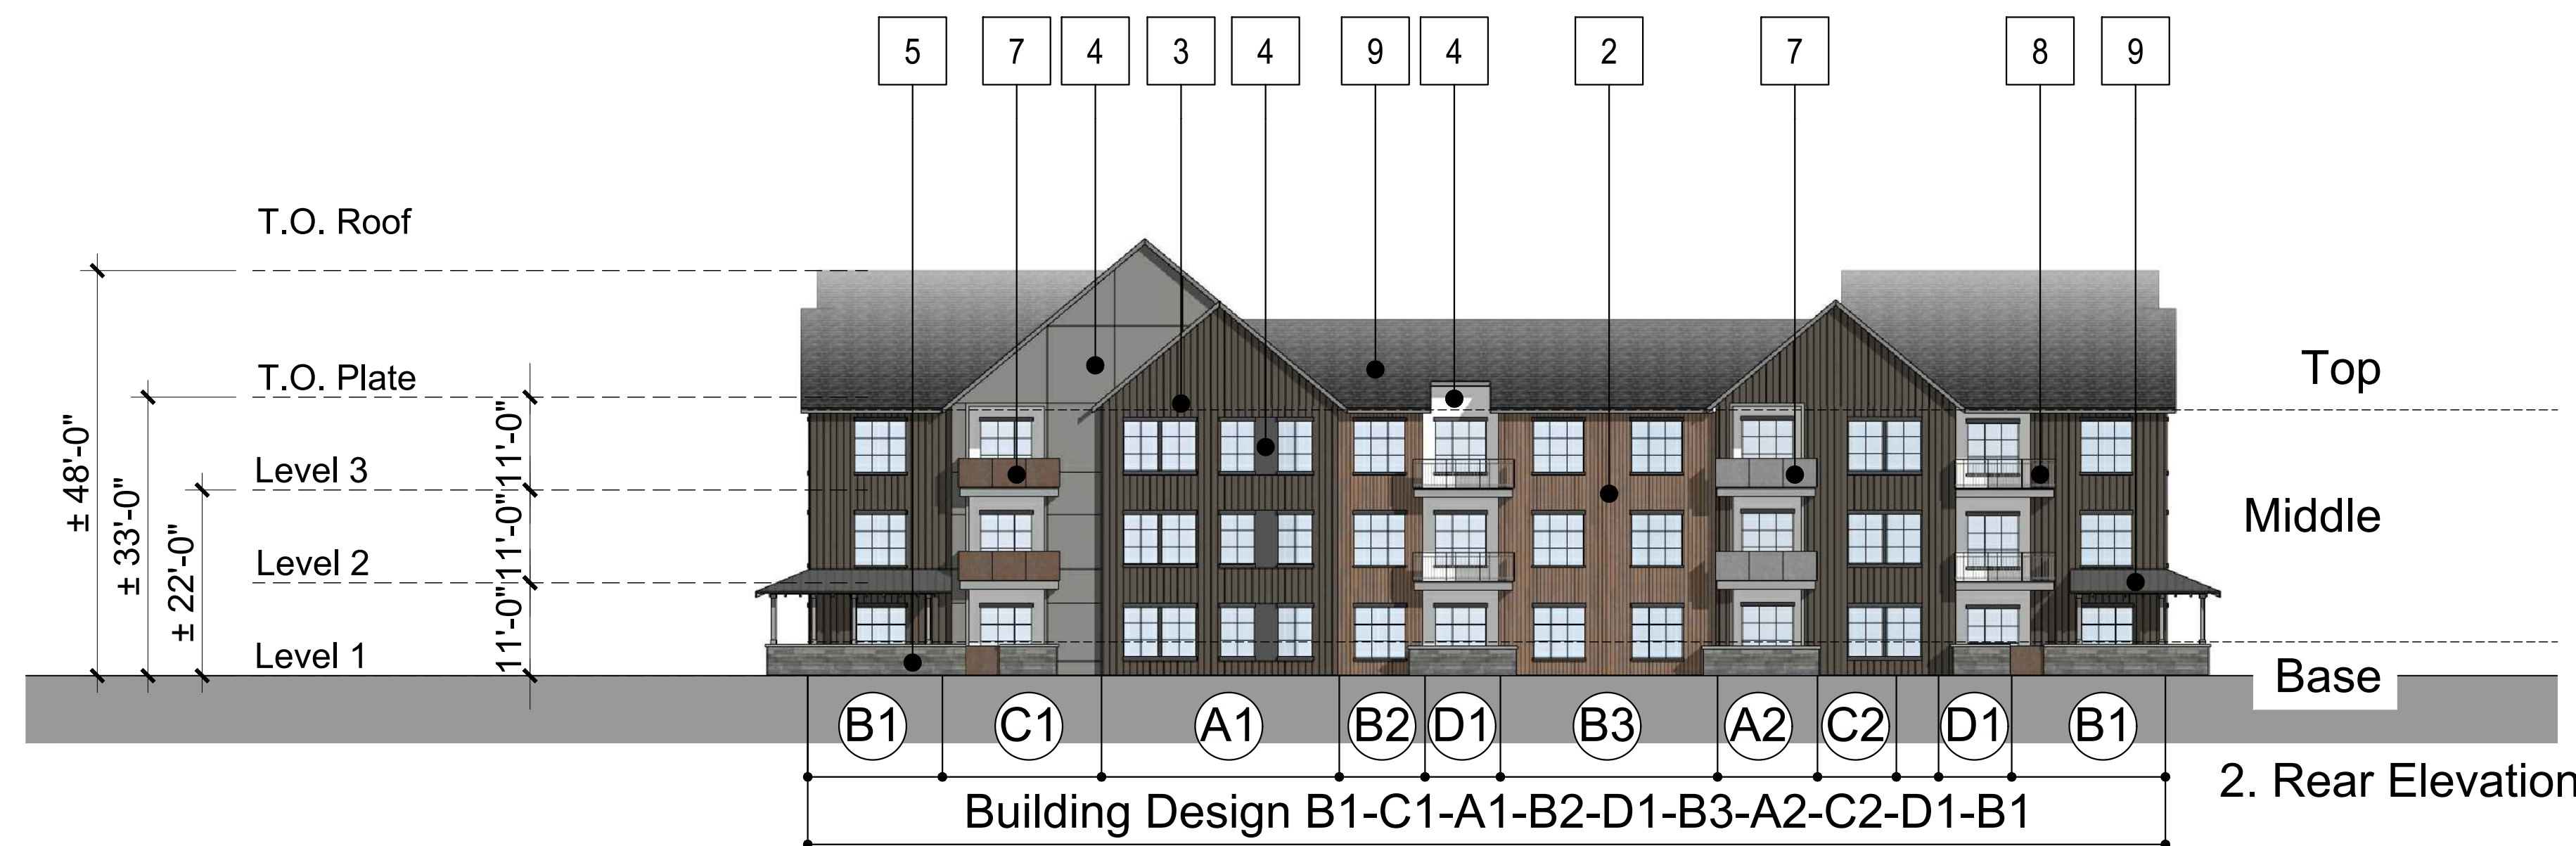 5 7 4 3 4 9 4 2 7 8 9
T.O. Roof
T.O. Plate
Level 3
Level 2
Level 1
± 48'-0"
± 33'-0"
± 22'-0"
11'-0" 11'-0" 11'-0"
Top
Middle
Base
B1 C1 A1 B2 D1 B3 A2 C2 D1 B1
2. Rear Elevation
Building Design B1-C1-A1-B2-D1-B3-A2-C2-D1-B1